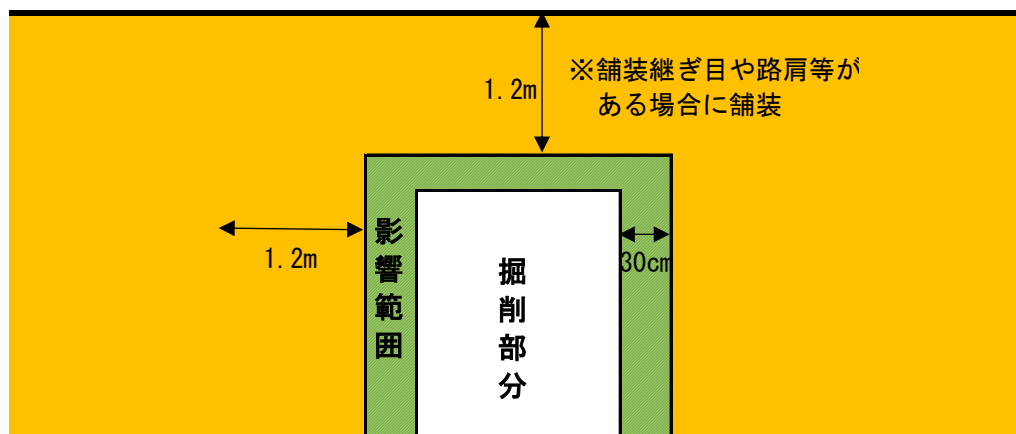 ※舗装継ぎ目や路肩等が
ある場合に舗装
1.2m
1.2m
影響範囲
掘削部分
30cm